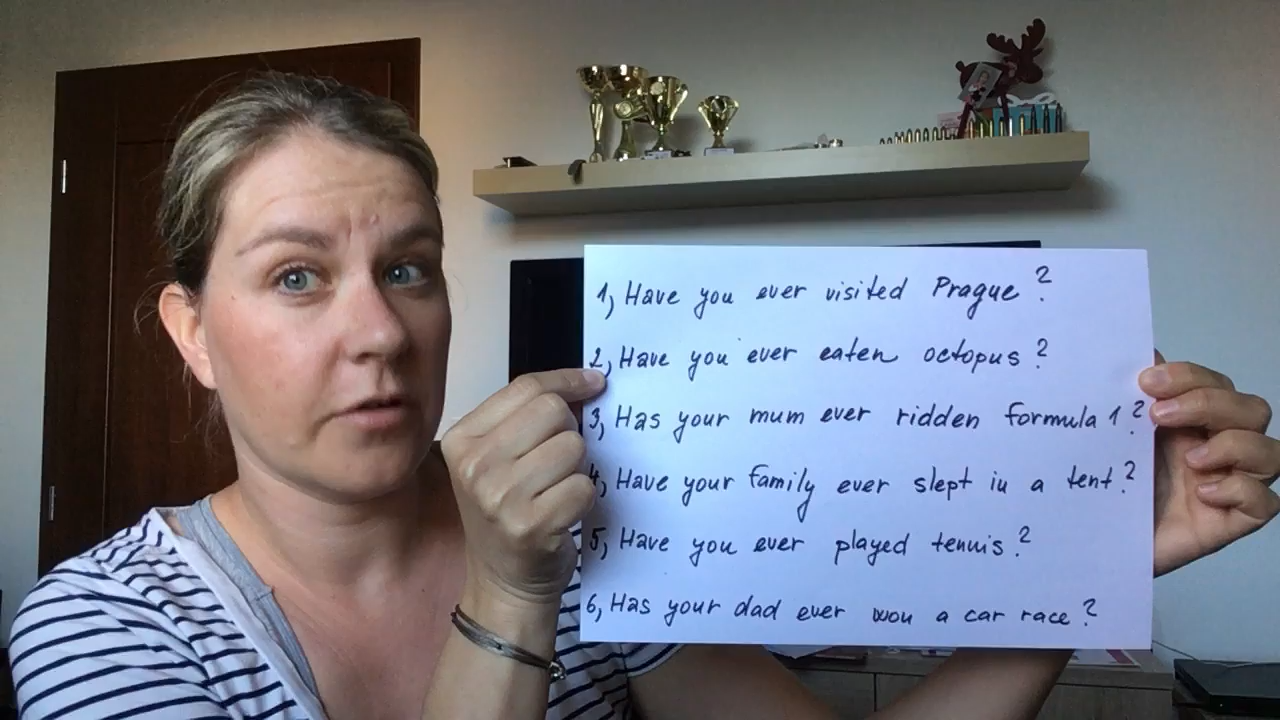 1, Have you ever visited Prague?
2, Have you ever eaten octopus?
3, Has your mum ever ridden formula 1?
4, Have your family ever slept in a tent?
5, Have you ever played tennis?
6, Has your dad ever won a car race?